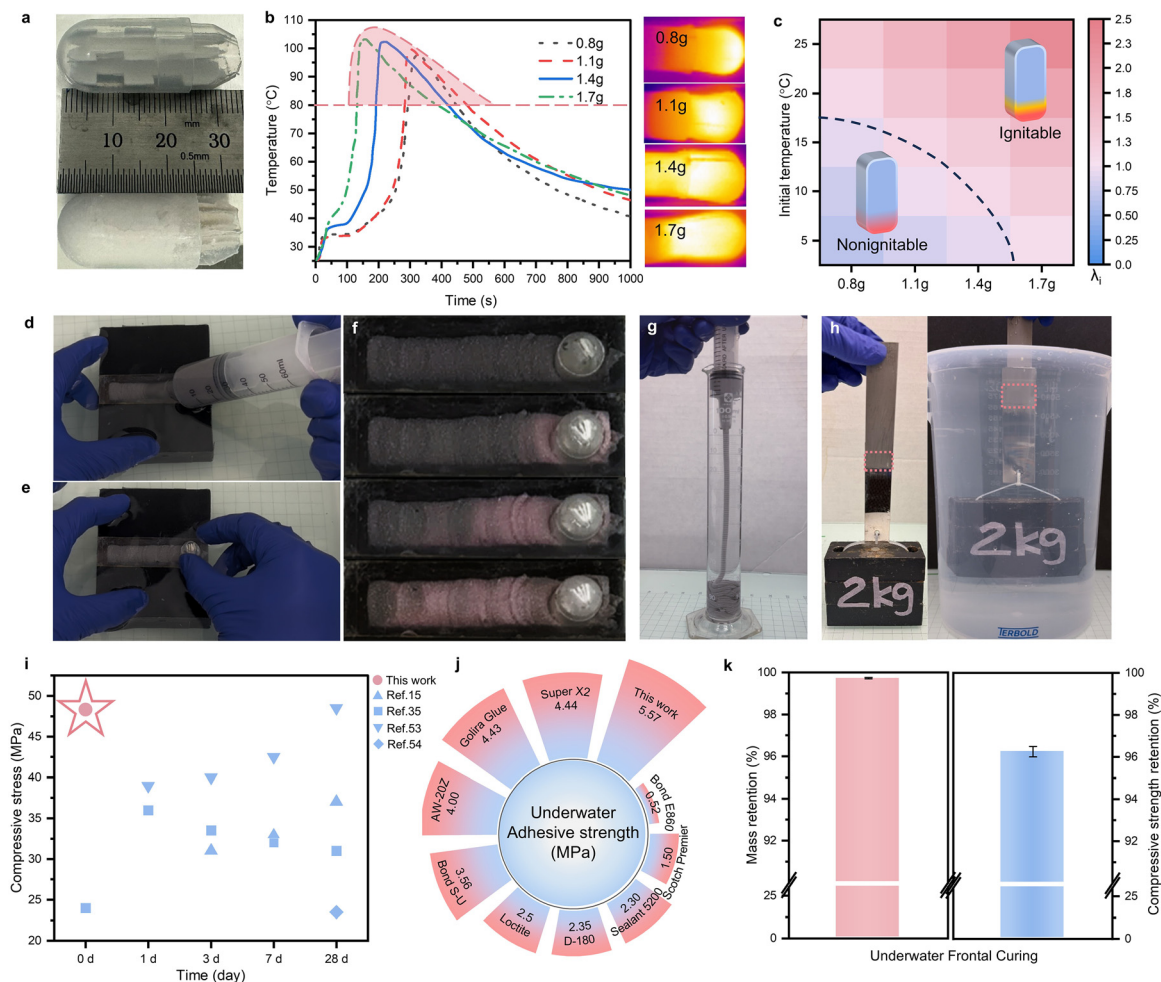 a
mm
10
20
30
0.5mm
b
Temperature (°C)
110
100
90
80
70
60
50
40
30
0.8g
1.1g
1.4g
1.7g
0 100 200 300 400 500 600 700 800 900 1000
Time (s)
0.8g
1.1g
1.4g
1.7g
c
Initial temperature (°C)
25
20
15
10
5
Ignitable
Nonignitable
0.8g 1.1g 1.4g 1.7g
2.5
2.3
2.0
1.8
1.5
1.3
1.0
0.75
0.50
0.25
0.0
λi
d
60ml
50
40
e
f
g
h
2kg
2kg
TERBOLD
i
Compressive stress (MPa)
50
45
40
35
30
25
20
0 d 1 d 3 d 7 d 28 d
Time (day)
This work
Ref.15
Ref.35
Ref.53
Ref.54
j
Underwater
Adhesive strength
(MPa)
This work
5.57
Super X2
4.44
Golira Glue
4.43
AW-20Z
4.00
Bond S-U
3.56
Loctite
2.5
D-180
2.35
Sealant 5200
2.30
Scotch Premier
1.50
Bond E890
0.52
k
Mass retention (%)
100
98
96
94
92
25
0
Compressive strength retention (%)
100
98
96
94
92
25
0
Underwater Frontal Curing